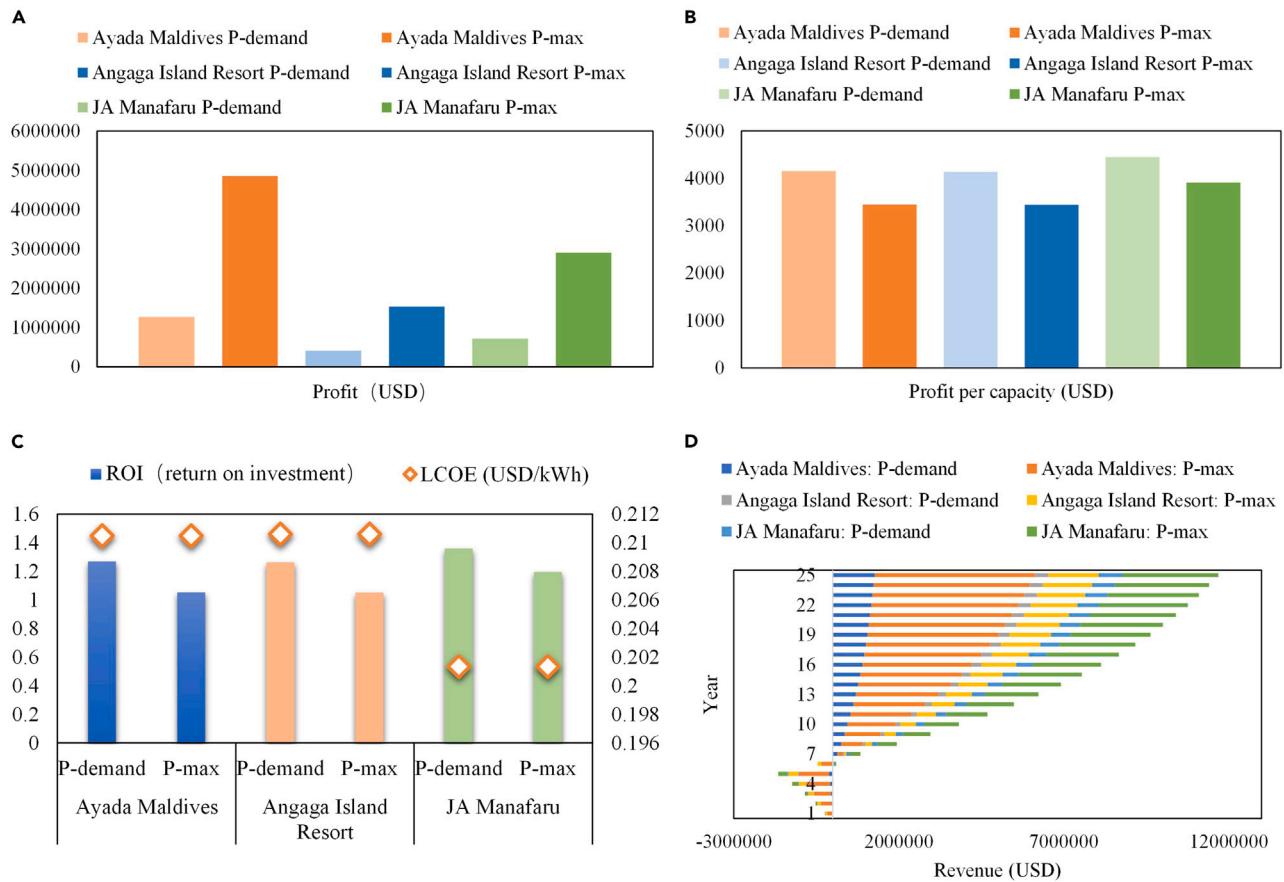 A
Ayada Maldives P-demand
Ayada Maldives P-max
Angaga Island Resort P-demand
Angaga Island Resort P-max
JA Manafaru P-demand
JA Manafaru P-max
6000000
5000000
4000000
3000000
2000000
1000000
0
Profit（USD）
B
Ayada Maldives P-demand
Ayada Maldives P-max
Angaga Island Resort P-demand
Angaga Island Resort P-max
JA Manafaru P-demand
JA Manafaru P-max
5000
4000
3000
2000
1000
0
Profit per capacity (USD)
C
ROI（return on investment）
LCOE (USD/kWh)
1.6
1.4
1.2
1
0.8
0.6
0.4
0.2
0
0.212
0.21
0.208
0.206
0.204
0.202
0.2
0.198
0.196
P-demand P-max P-demand P-max P-demand P-max
Ayada Maldives
Angaga Island
Resort
JA Manafaru
D
Ayada Maldives: P-demand
Ayada Maldives: P-max
Angaga Island Resort: P-demand
Angaga Island Resort: P-max
JA Manafaru: P-demand
JA Manafaru: P-max
Year
25
22
19
16
13
10
7
4
1
-3000000 2000000 7000000 12000000
Revenue (USD)